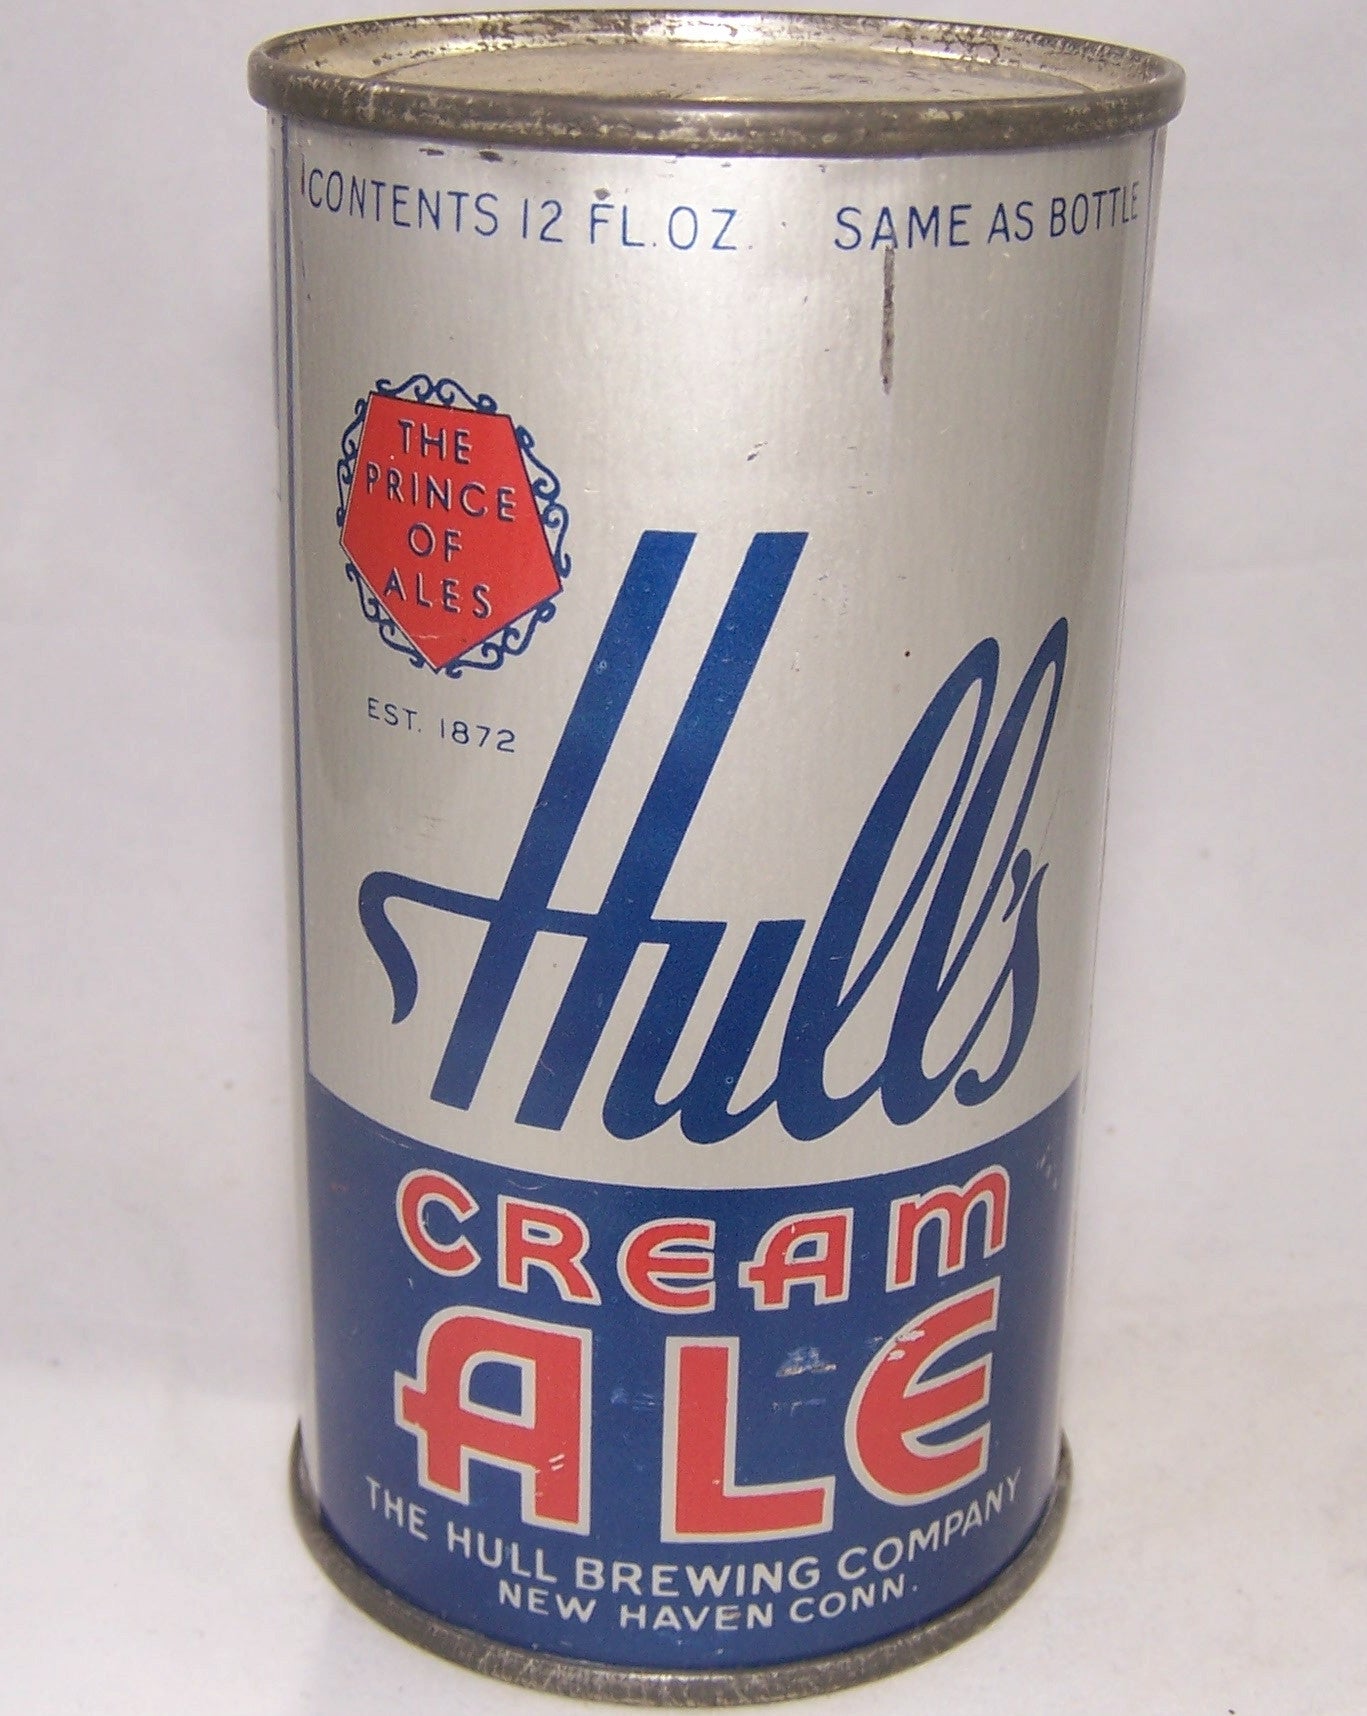 CONTENTS 12 FL. OZ. SAME AS BOTTLE
THE
PRINCE
OF
ALES
EST. 1872
Hull's
CREAM
ALE
THE HULL BREWING COMPANY
NEW HAVEN CONN.